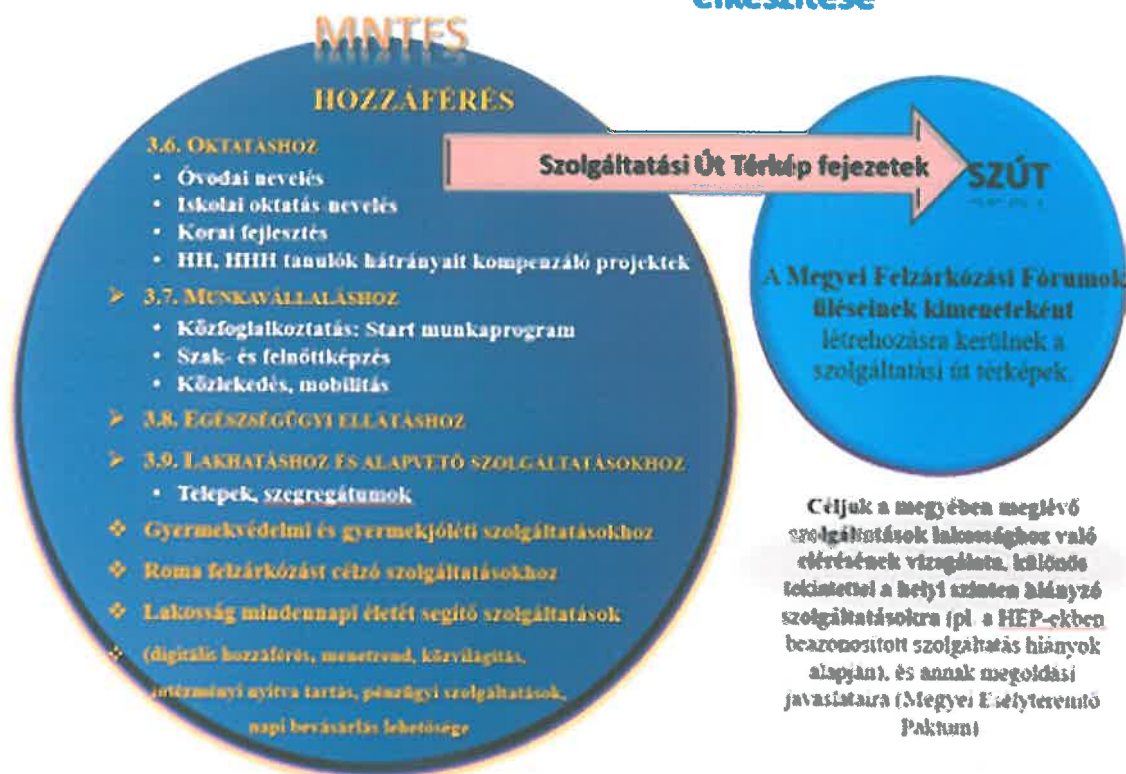 elkészítése
MNTFS
HOZZÁFÉRÉS
3.6. OKTATÁSHOZ
• Óvodai nevelés
• Iskolai oktatás-nevelés
• Korai fejlesztés
• HH, HHH tanulók hátrányait kompenzáló projektek
➢ 3.7. MUNKAVÁLLALÁSHOZ
• Közfoglalkoztatás: Start munkaprogram
• Szak- és felnőttképzés
• Közlekedés, mobilitás
➢ 3.8. EGÉSZSÉGÜGYI ELLÁTÁSHOZ
➢ 3.9. LAKHATÁSHOZ ÉS ALAPVETŐ SZOLGÁLTATÁSOKHOZ
• Telepek, szegregátumok
❖ Gyermekvédelmi és gyermekjóléti szolgáltatásokhoz
❖ Roma felzárkózást célzó szolgáltatásokhoz
❖ Lakosság mindennapi életét segítő szolgáltatások
❖ (digitális hozzáférés, menetrend, közvilágítás,
intézményi nyitva tartás, pénzügyi szolgáltatások,
napi bevásárlás lehetősége
Szolgáltatási Út Térkép fejezetek
SZÚT
A Megyei Felzárkózási Fórumok
üléseinek kimeneteként
létrehozásra kerülnek a
szolgáltatási út térképek.
Céljuk a megyében meglévő
szolgáltatások lakossághoz való
elérésének vizsgálata, különös
tekintettel a helyi szinten hiányzó
szolgáltatásokra (pl. a HEP-ekben
beazonosított szolgáltatás hiányok
alapján), és annak megoldási
javaslataira (Megyei Esélyteremtő
Paktum)